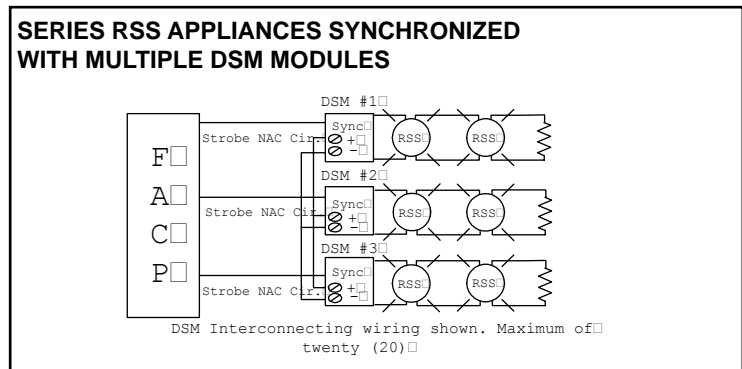 SERIES RSS APPLIANCES SYNCHRONIZED
WITH MULTIPLE DSM MODULES
F□
A□
C□
P□
DSM #1□
Sync□
Strobe NAC Cir.□
+□
-□
RSS□
RSS□
DSM #2□
Sync□
Strobe NAC Cir.□
+□
-□
RSS□
RSS□
DSM #3□
Sync□
Strobe NAC Cir.□
+□
-□
RSS□
RSS□
DSM Interconnecting wiring shown. Maximum of□
twenty (20)□